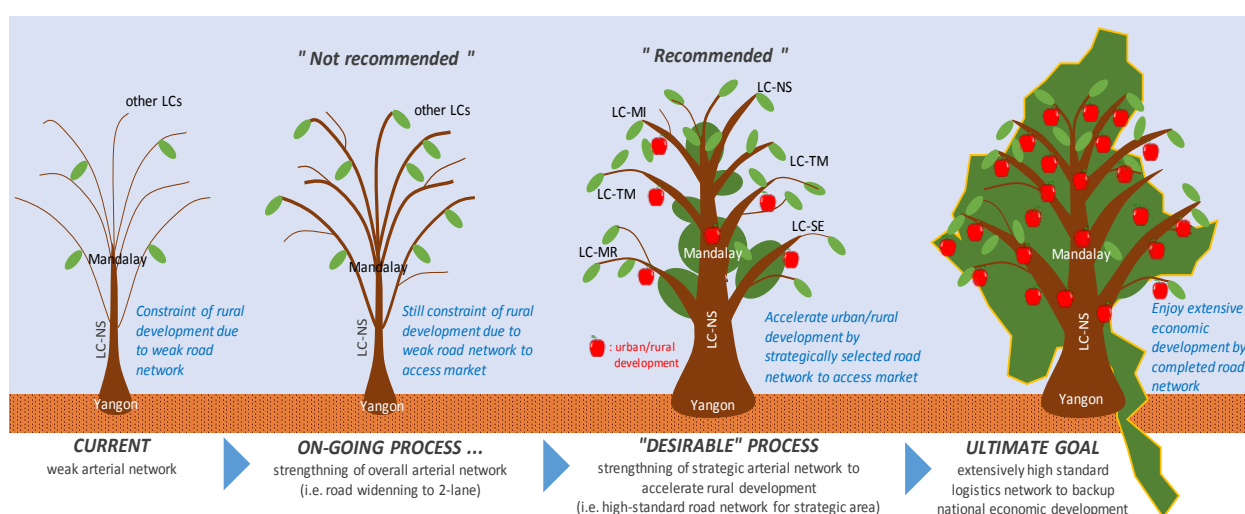 " Not recommended "
" Recommended "
other LCs
Mandalay
LC-NS
Yangon
Constraint of rural
development due
to weak road
network
other LCs
Mandalay
LC-NS
Yangon
Still constraint of rural
development due to
weak road network to
access market
LC-NS
LC-MI
LC-TM
LC-TM
LC-SE
LC-MR
Mandalay
LC-NS
Yangon
: urban/rural
development
Accelerate urban/rural
development by
strategically selected road
network to access market
Mandalay
LC-NS
Yangon
Enjoy extensive
economic
development by
completed road
network
CURRENT
weak arterial network
ON-GOING PROCESS ...
strengthning of overall arterial network
(i.e. road widenning to 2-lane)
"DESIRABLE" PROCESS
strengthning of strategic arterial network to
accelerate rural development
(i.e. high-standard road network for strategic area)
ULTIMATE GOAL
extensively high standard
logistics network to backup
national economic development